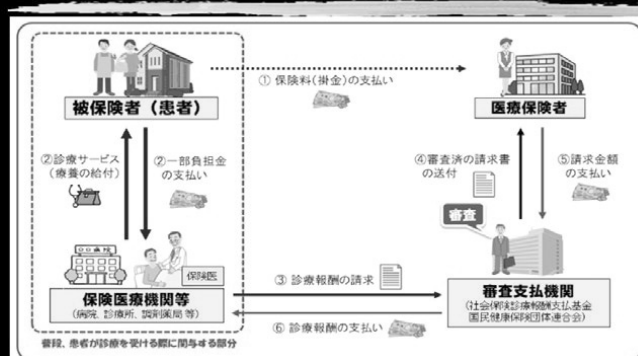 ① 保険料(掛金)の支払い
被保険者（患者）
医療保険者
②診療サービス
（療養の給付）
②一部負担金
の支払い
④審査済の請求書
の送付
⑤請求金額
の支払い
審査
○○病院
保険医
③ 診療報酬の請求
保険医療機関等
(病院、診療所、調剤薬局 等)
審査支払機関
(社会保険診療報酬支払基金
国民健康保険団体連合会)
⑥ 診療報酬の支払い
普段、患者が診療を受ける際に関与する部分